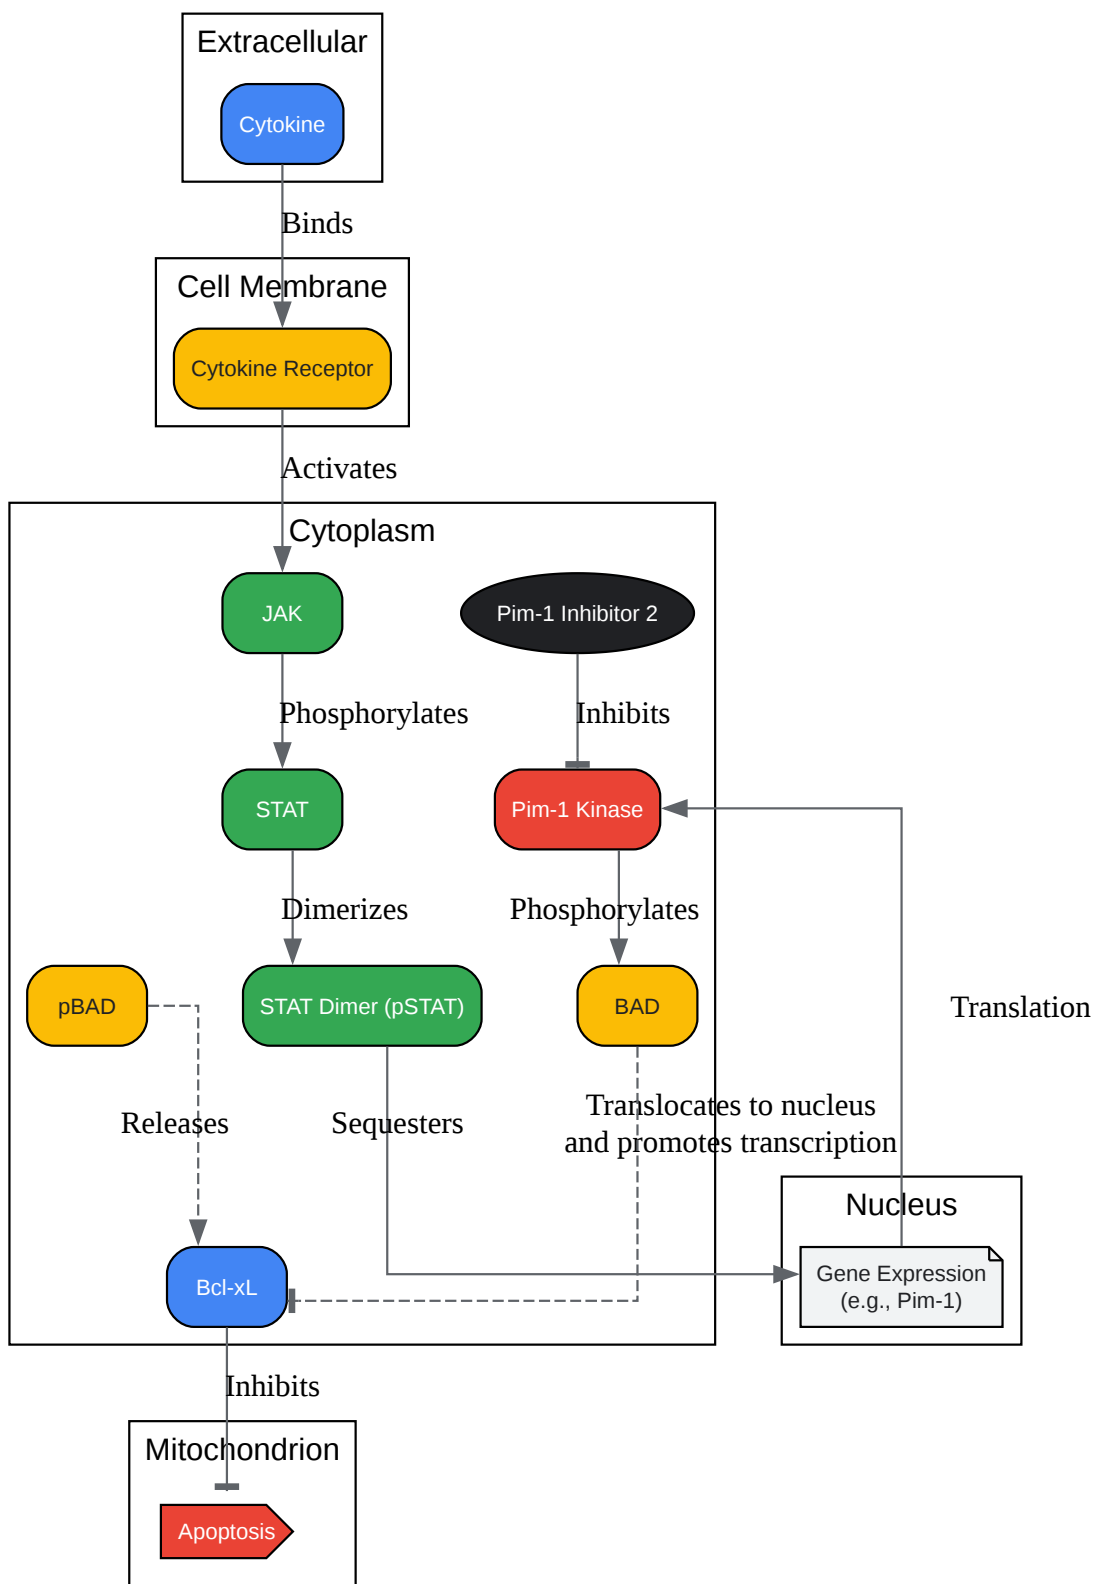 Extracellular
Cytokine
Binds
Cell Membrane
Cytokine Receptor
Activates
Cytoplasm
JAK
Pim-1 Inhibitor 2
Phosphorylates
Inhibits
STAT
Pim-1 Kinase
Dimerizes
Phosphorylates
pBAD
STAT Dimer (pSTAT)
BAD
Translation
Releases
Sequesters
Translocates to nucleus
and promotes transcription
Nucleus
Bcl-xL
Gene Expression
(e.g., Pim-1)
Inhibits
Mitochondrion
Apoptosis